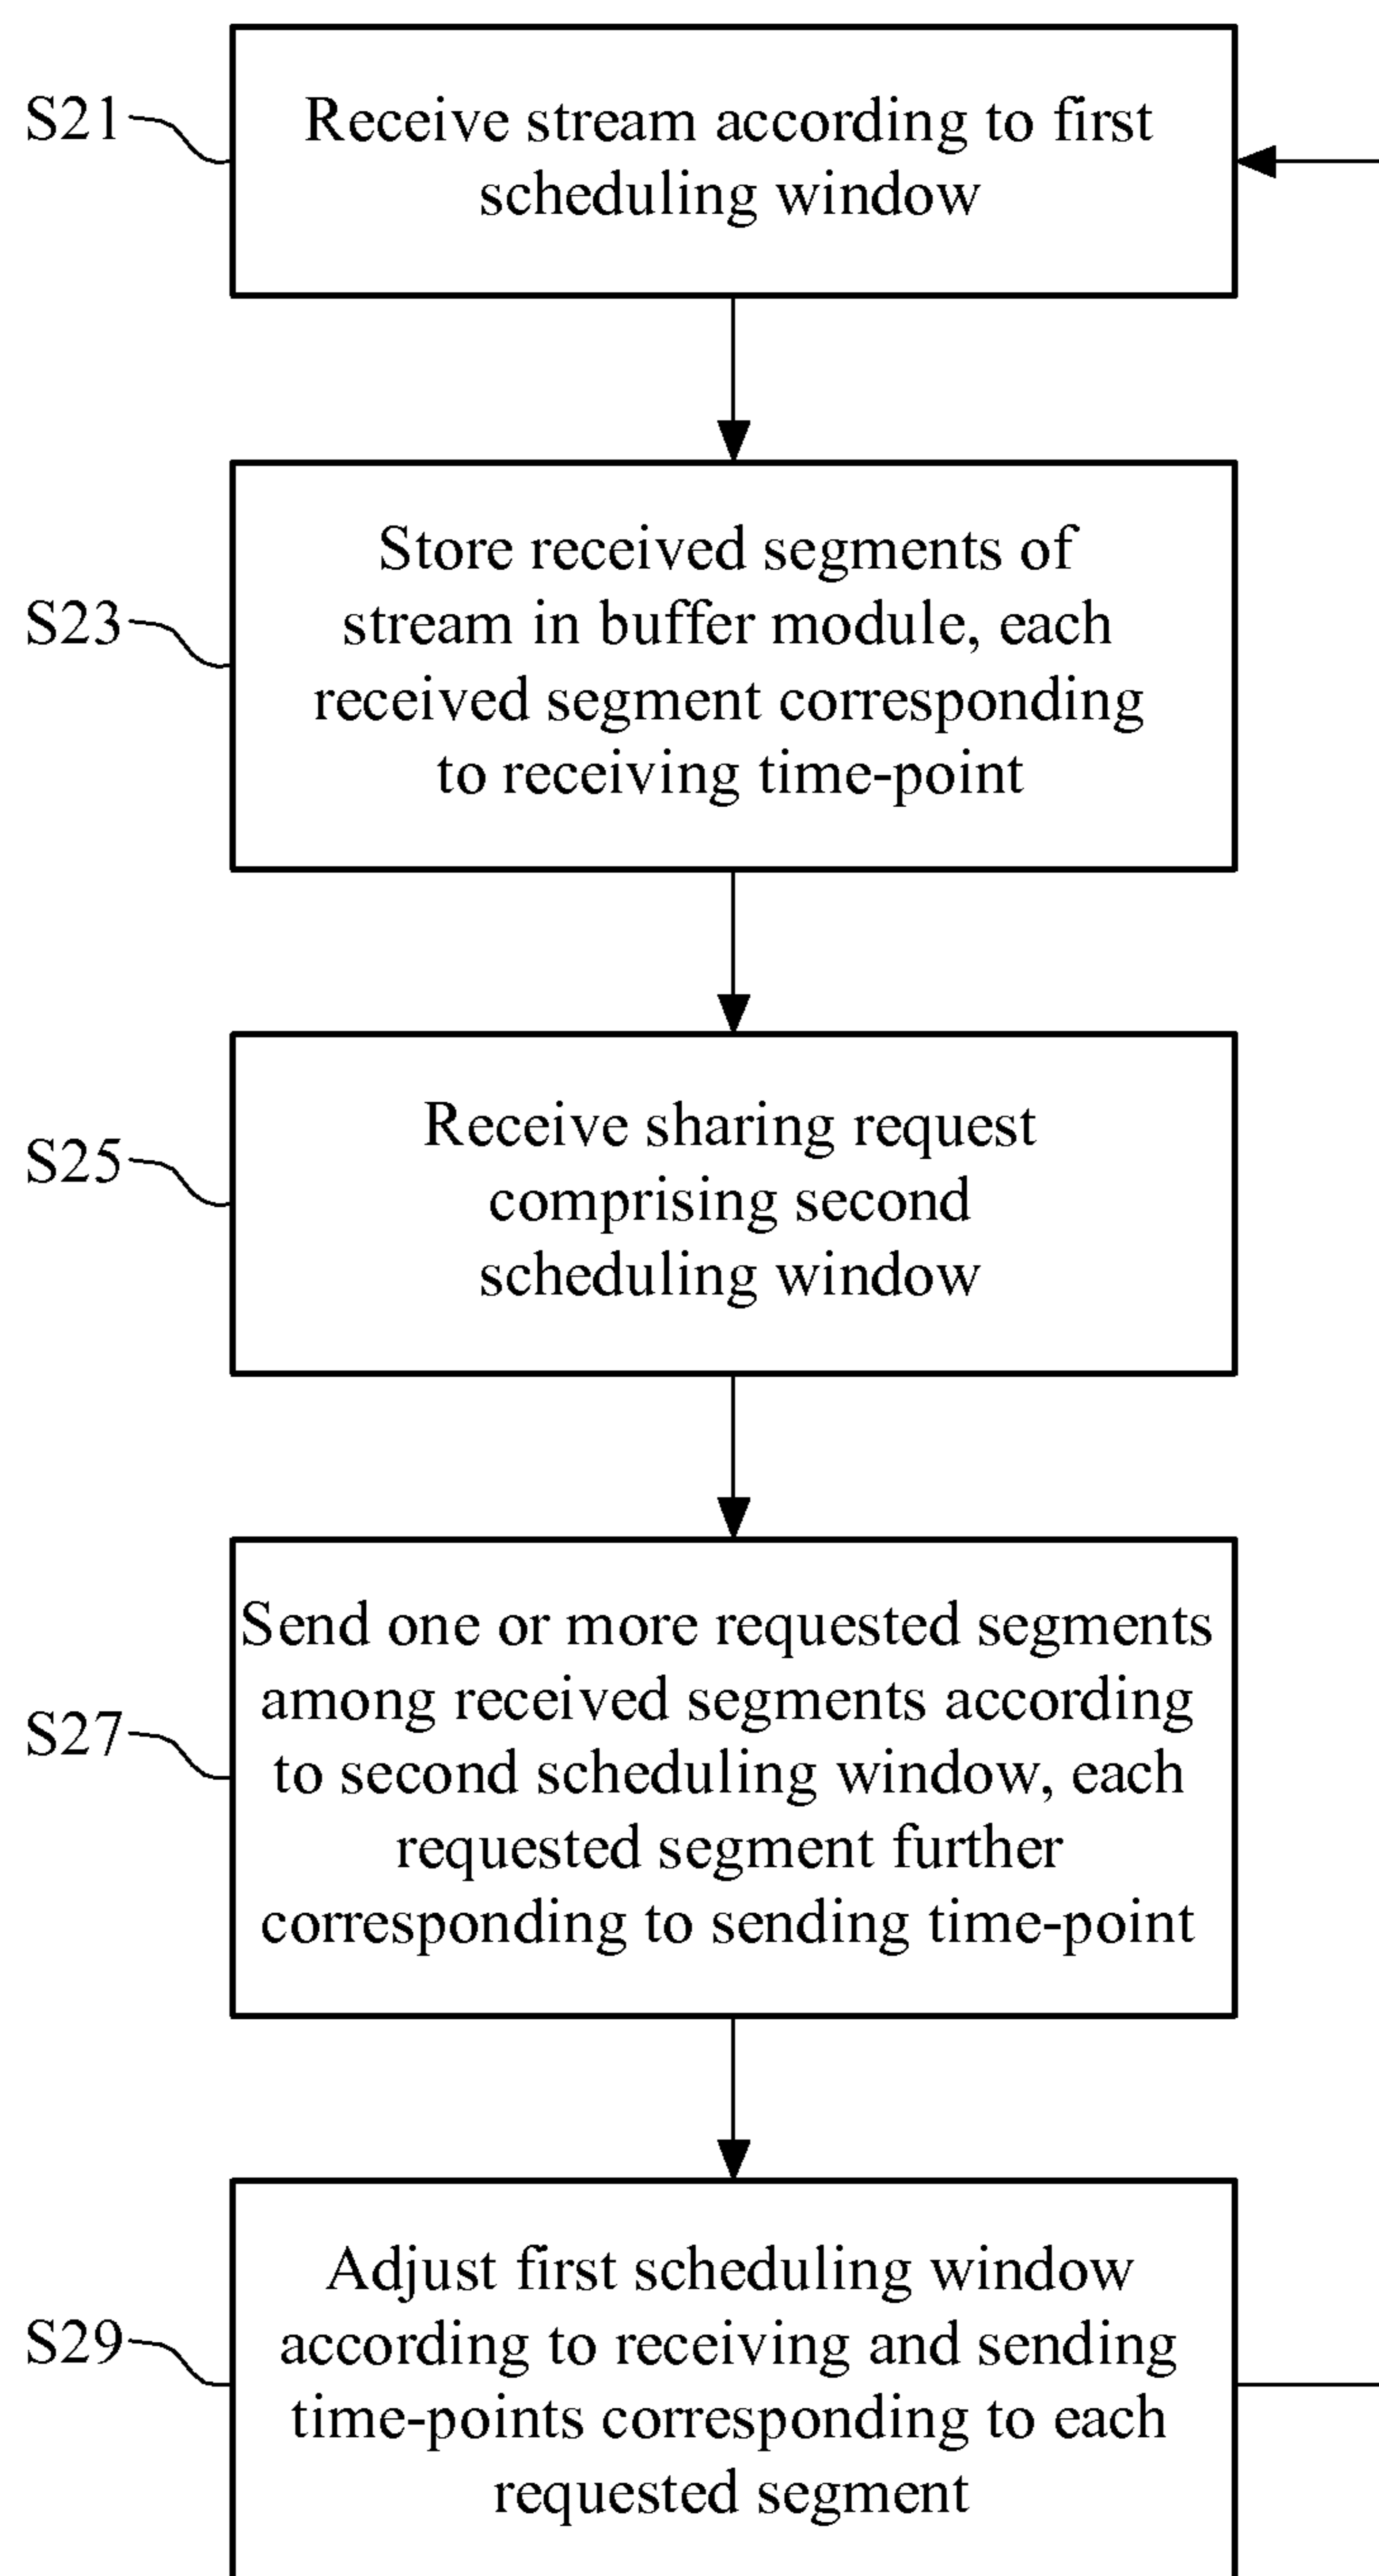 S21
Receive stream according to first
scheduling window
S23
Store received segments of
stream in buffer module, each
received segment corresponding
to receiving time-point
S25
Receive sharing request
comprising second
scheduling window
S27
Send one or more requested segments
among received segments according
to second scheduling window, each
requested segment further
corresponding to sending time-point
S29
Adjust first scheduling window
according to receiving and sending
time-points corresponding to each
requested segment